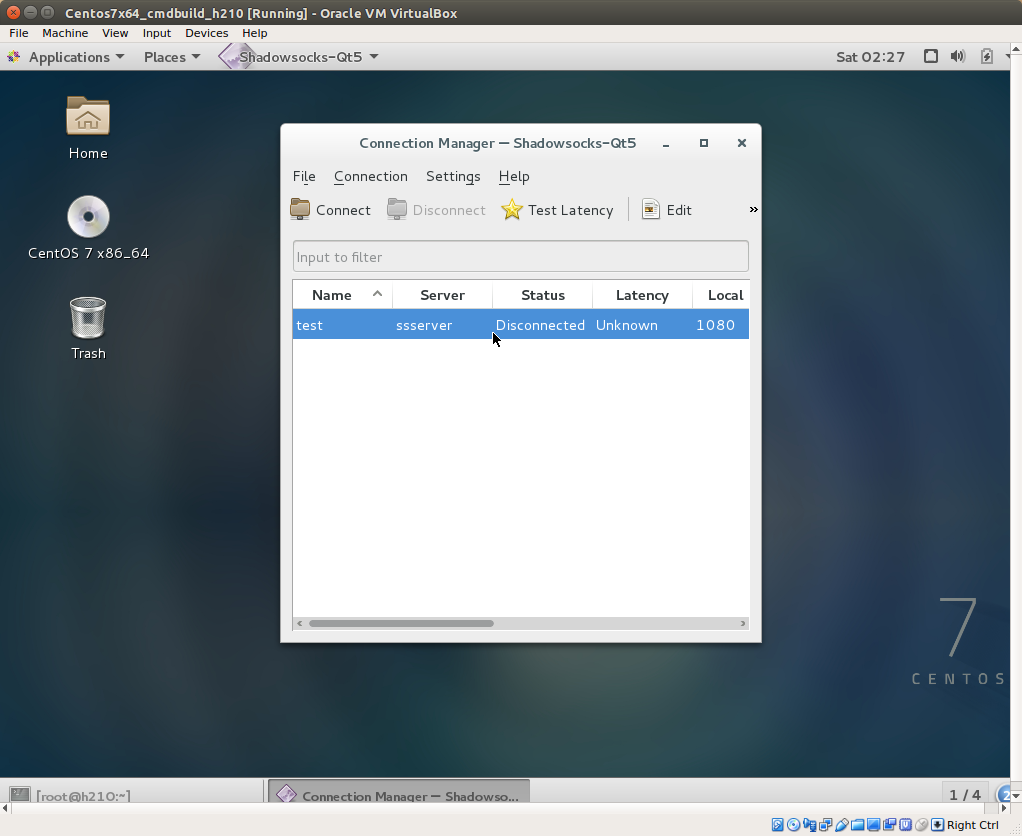 Centos7x64_cmdbuild_h210 [Running] - Oracle VM VirtualBox
File Machine View Input Devices Help
Applications Places Shadowsocks-Qt5 Sat 02:27
Home
CentOS 7 x86_64
Trash
Connection Manager — Shadowsocks-Qt5
File Connection Settings Help
Connect Disconnect Test Latency Edit »
Input to filter
Name Server Status Latency Local
test ssserver Disconnected Unknown 1080
7
CENTOS
[root@h210:~] Connection Manager — Shadowso... 1 / 4 2
Right Ctrl